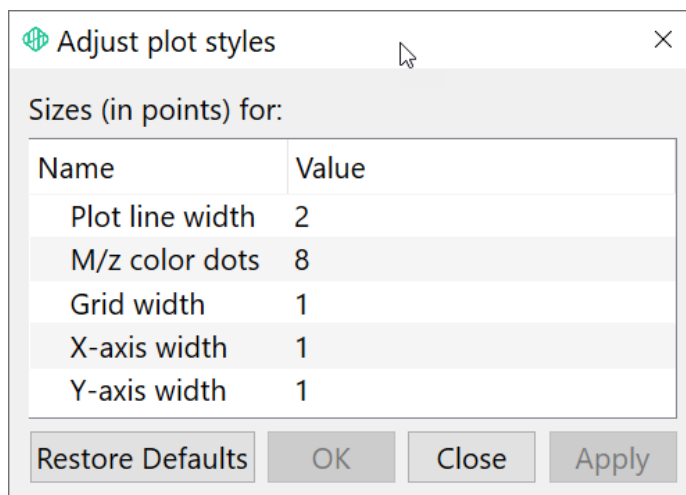 Adjust plot styles
Sizes (in points) for:
Name Value
Plot line width 2
M/z color dots 8
Grid width 1
X-axis width 1
Y-axis width 1
Restore Defaults OK Close Apply